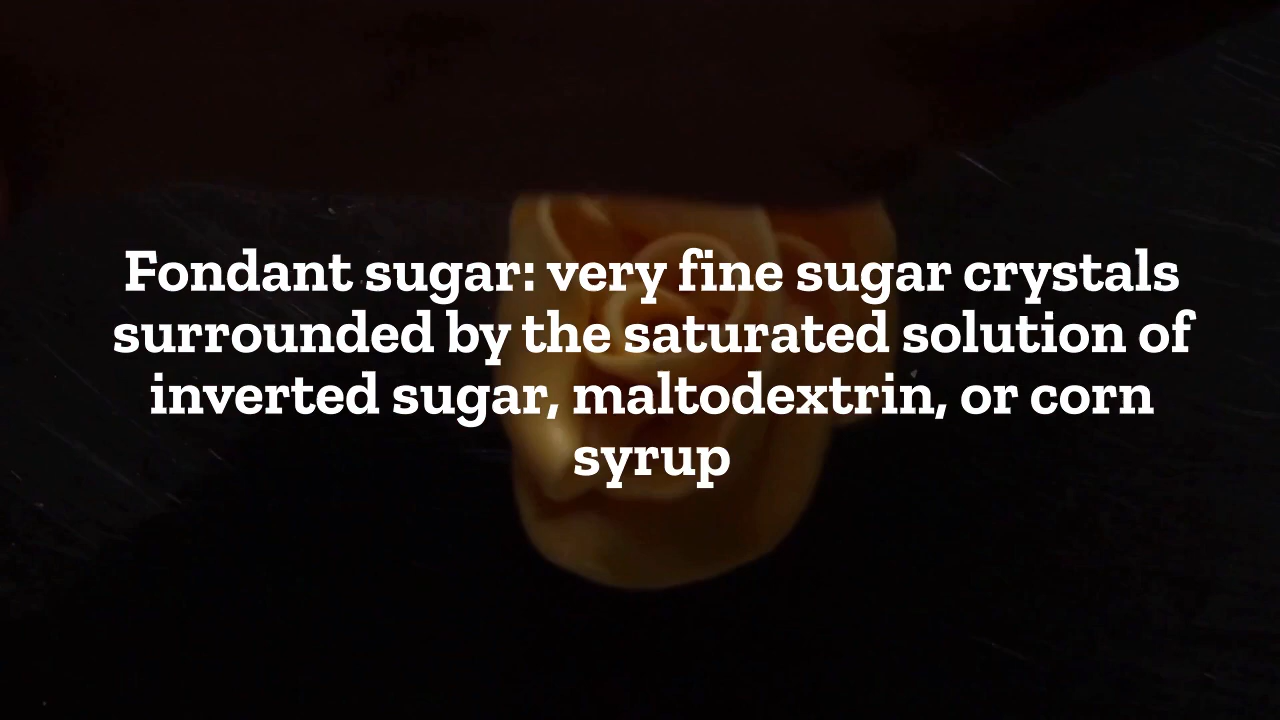 Fondant sugar: very fine sugar crystals
surrounded by the saturated solution of
inverted sugar, maltodextrin, or corn
syrup